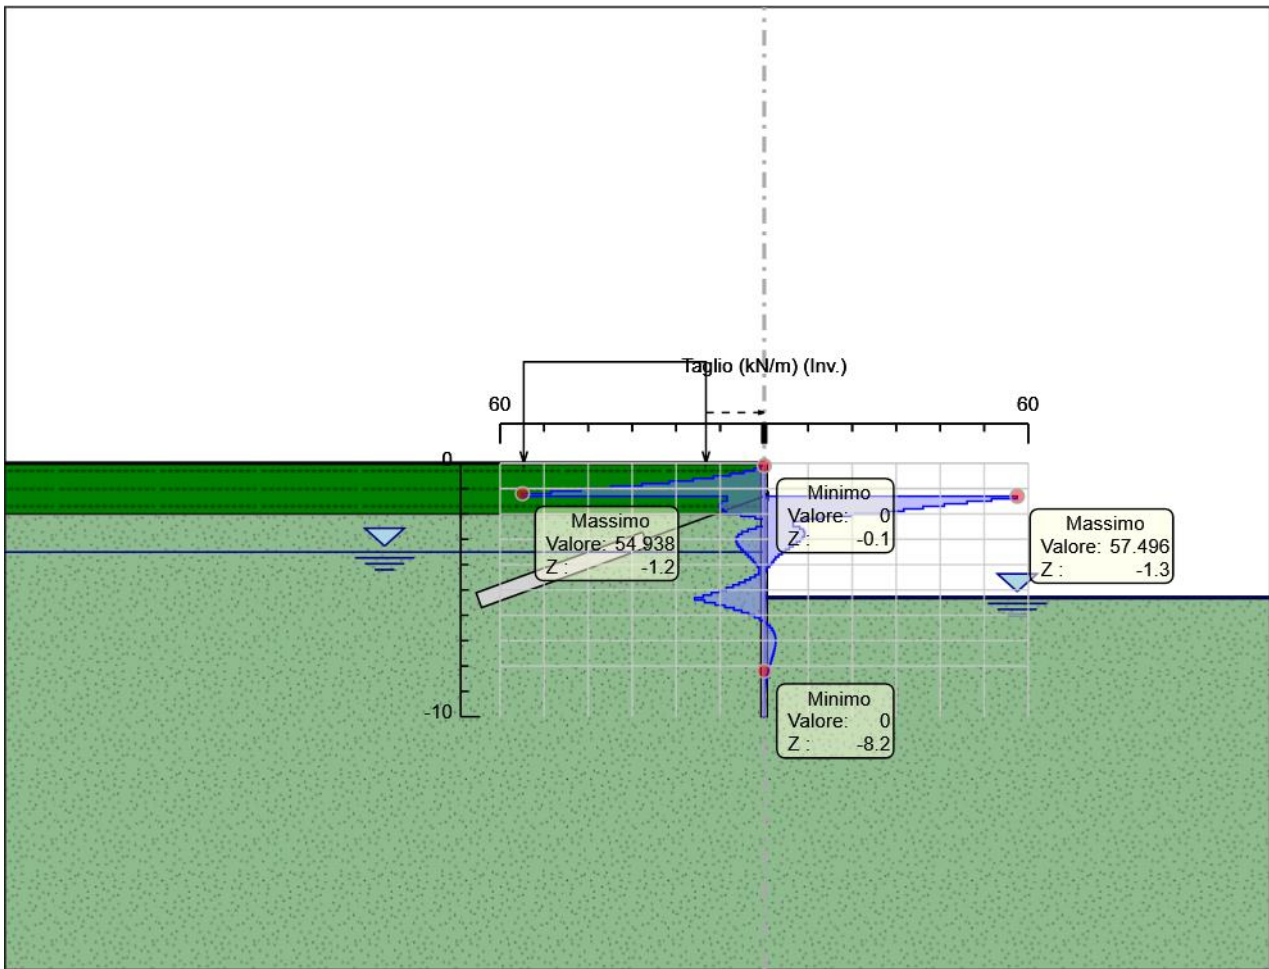 Taglio (kN/m) (Inv.)
60
60
0
Minimo
Valore: 0
Z : -0.1
Massimo
Valore: 54.938
Z : -1.2
Massimo
Valore: 57.496
Z : -1.3
Minimo
Valore: 0
Z : -8.2
-10